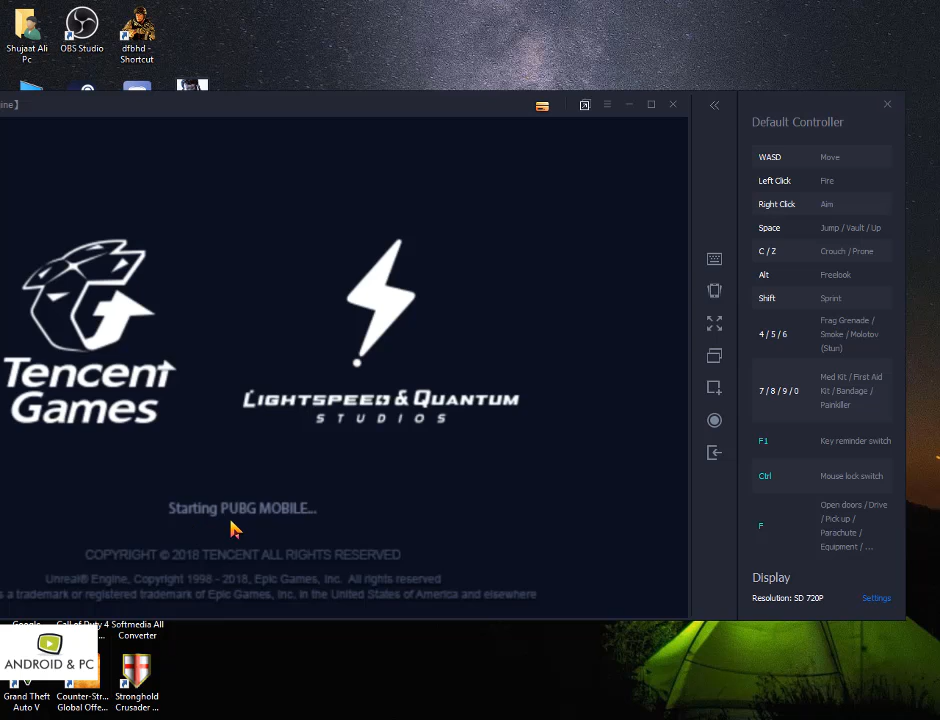 Shujaat Ali
Pc
OBS Studio
dfbhd -
Shortcut
ine】
Default Controller
WASD Move
Left Click Fire
Right Click Aim
Space Jump / Vault / Up
C / Z Crouch / Prone
Alt Freelook
Shift Sprint
4 / 5 / 6 Frag Grenade /
Smoke / Molotov
(Stun)
7 / 8 / 9 / 0 Med Kit / First Aid
Kit / Bandage /
Painkiller
F1 Key reminder switch
Ctrl Mouse lock switch
F Open doors / Drive
/ Pick up /
Parachute /
Equipment / ...
Display
Resolution: SD 720P Settings
Tencent
Games
LIGHTSPEED & QUANTUM
STUDIOS
Starting PUBG MOBILE...
COPYRIGHT © 2018 TENCENT ALL RIGHTS RESERVED
Unreal® Engine, Copyright 1998 - 2018, Epic Games, Inc. All rights reserved
s a trademark or registered trademark of Epic Games, Inc. in the United States of America and elsewhere
Google Call of Duty 4 Softmedia All
... Converter
ANDROID & PC
Grand Theft
Auto V
Counter-Str...
Global Offe...
Stronghold
Crusader ...